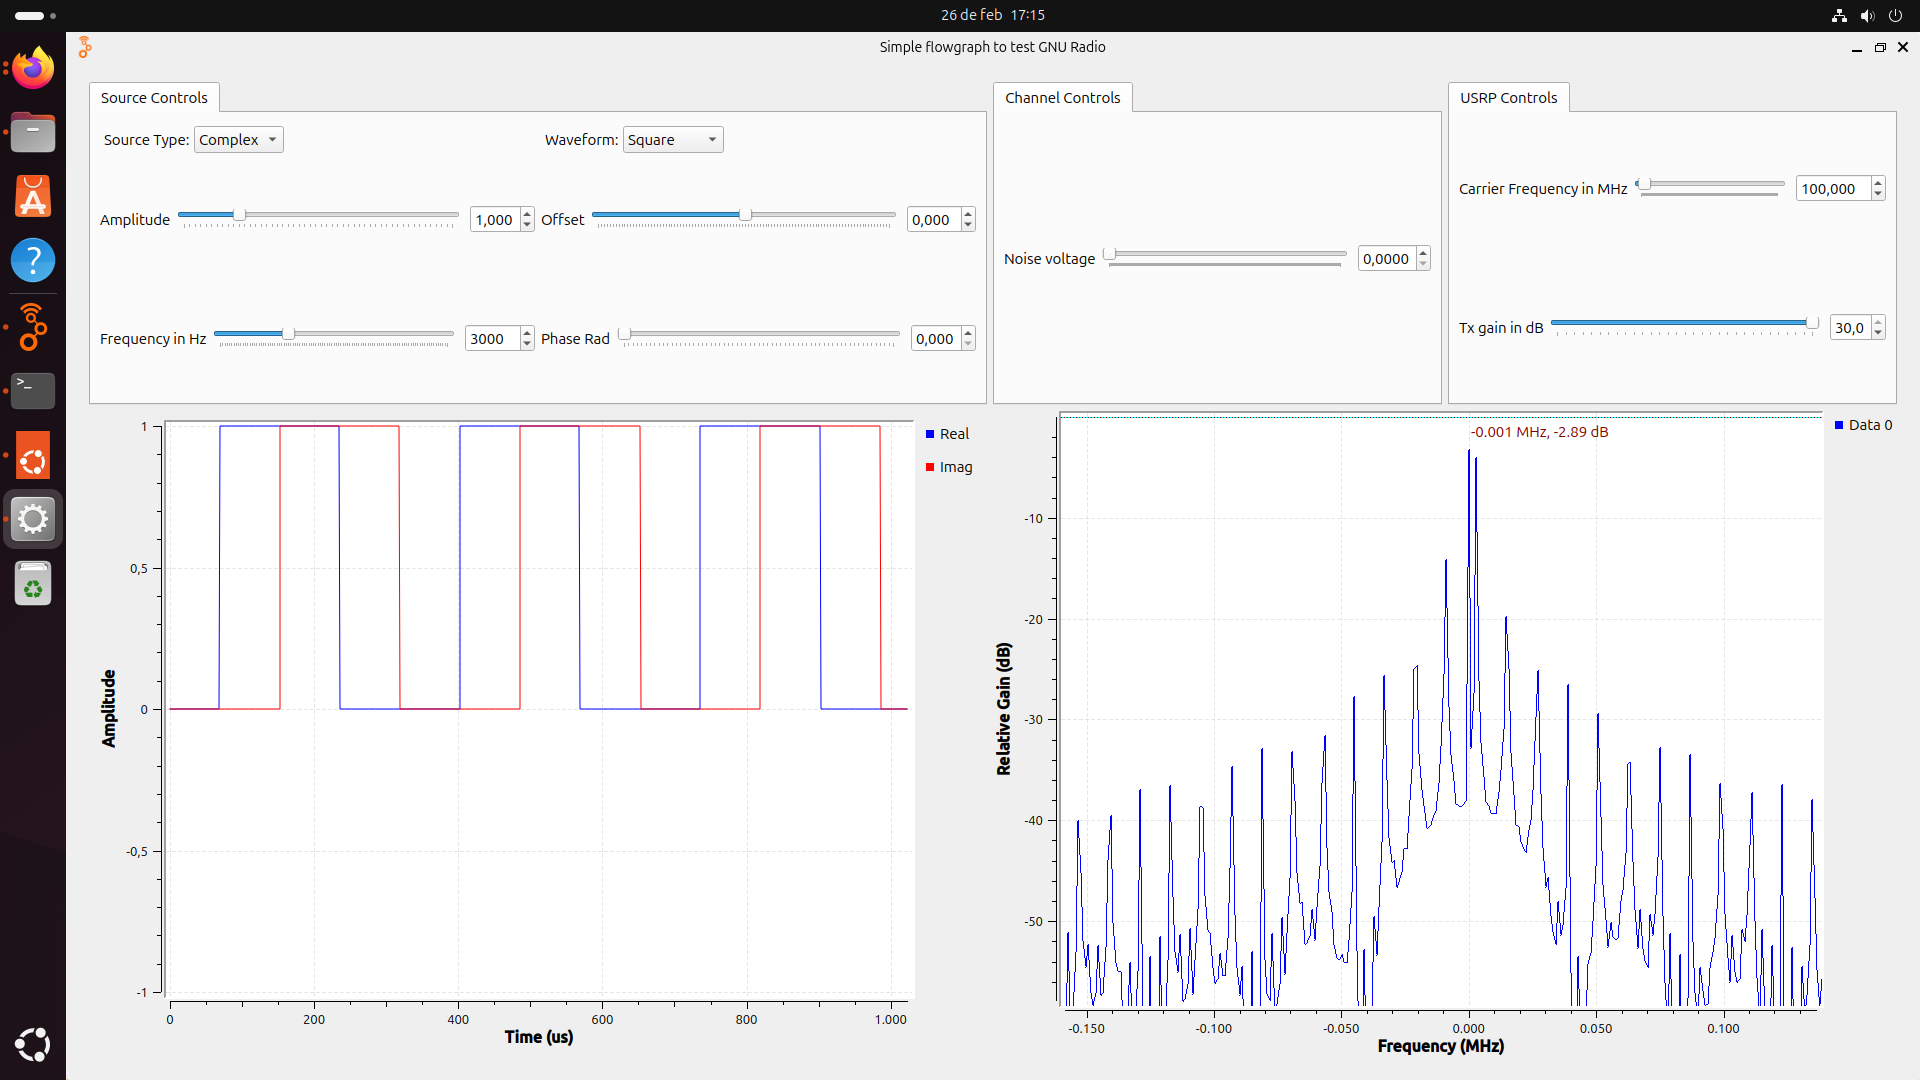 26 de feb 17:15
Simple flowgraph to test GNU Radio
Source Controls
Channel Controls
USRP Controls
Source Type: Complex
Waveform: Square
Amplitude 1,000
Offset 0,000
Frequency in Hz 3000
Phase Rad 0,000
Noise voltage 0,0000
Carrier Frequency in MHz 100,000
Tx gain in dB 30,0
1
0,5
0
-0,5
-1
Amplitude
0 200 400 600 800 1.000
Time (us)
Real
Imag
-0.001 MHz, -2.89 dB
Data 0
-10
-20
-30
-40
-50
Relative Gain (dB)
-0.150 -0.100 -0.050 0.000 0.050 0.100
Frequency (MHz)